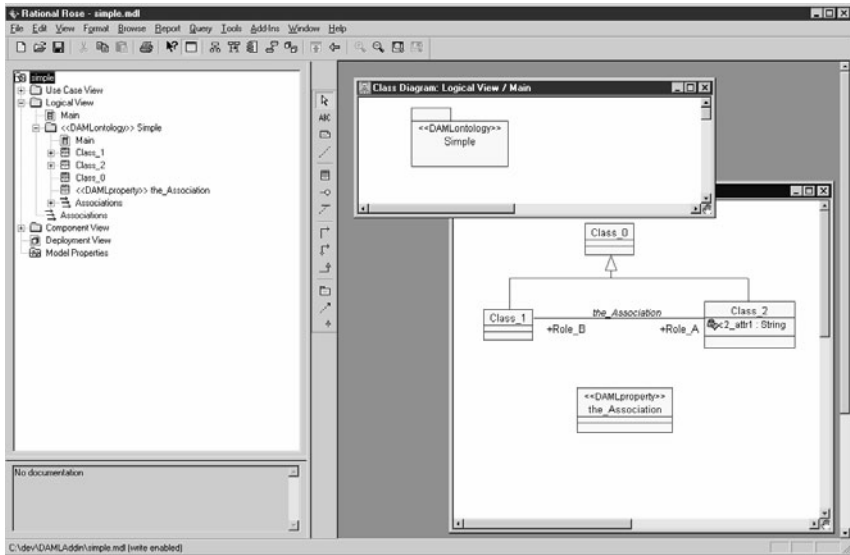 Rational Rose - simple.mdl
File Edit View Format Browse Report Query Tools Add-Ins Window Help
simple
Use Case View
Logical View
Main
<<DAMLontology>> Simple
Main
Class_1
Class_2
Class_0
<<DAMLproperty>> the_Association
Associations
Associations
Component View
Deployment View
Model Properties
ABC
Class Diagram: Logical View / Main
<<DAMLontology>>
Simple
Class_0
Class_1
the_Association
Class_2
c2_attr1 : String
+Role_B
+Role_A
<<DAMLproperty>>
the_Association
No documentation
C:\dev\DAMLAddin\simple.mdl (write enabled)